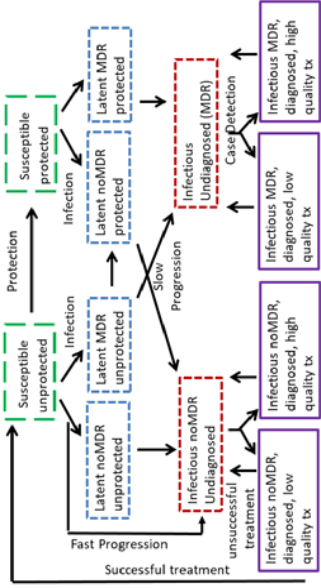 Susceptible
unprotected
Protection
Susceptible
protected
Infection
Infection
Latent noMDR
unprotected
Latent MDR
unprotected
Latent noMDR
protected
Latent MDR
protected
Fast Progression
Slow
Progression
Infectious noMDR
Undiagnosed
Infectious
Undiagnosed (MDR)
unsuccessful
treatment
Case Detection
Successful treatment
Infectious noMDR,
diagnosed, low
quality tx
Infectious noMDR,
diagnosed, high
quality tx
Infectious MDR,
diagnosed, low
quality tx
Infectious MDR,
diagnosed, high
quality tx